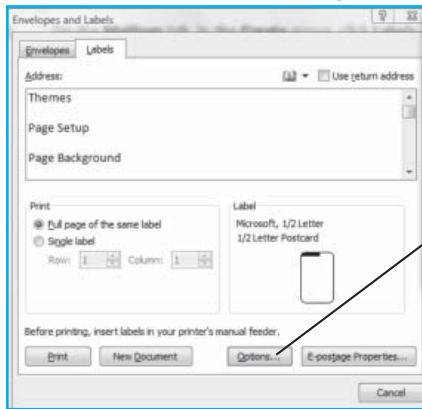 Envelopes and Labels
Envelopes Labels
Address: Use return address
Themes
Page Setup
Page Background
Print Label
Full page of the same label Microsoft, 1/2 Letter
Single label 1/2 Letter Postcard
Row: 1 Column: 1
Before printing, insert labels in your printer's manual feeder.
Print New Document Options... E-postage Properties...
Cancel